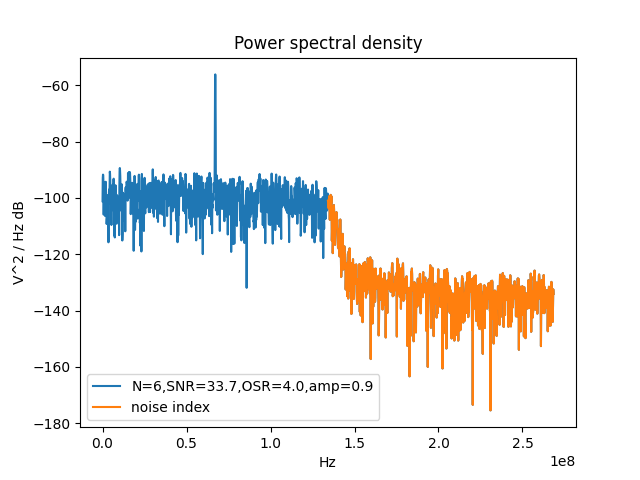 Power spectral density
−60
−80
−100
−120
−140
−160
−180
V^2 / Hz dB
N=6,SNR=33.7,OSR=4.0,amp=0.9
noise index
0.0 0.5 1.0 1.5 2.0 2.5
1e8
Hz